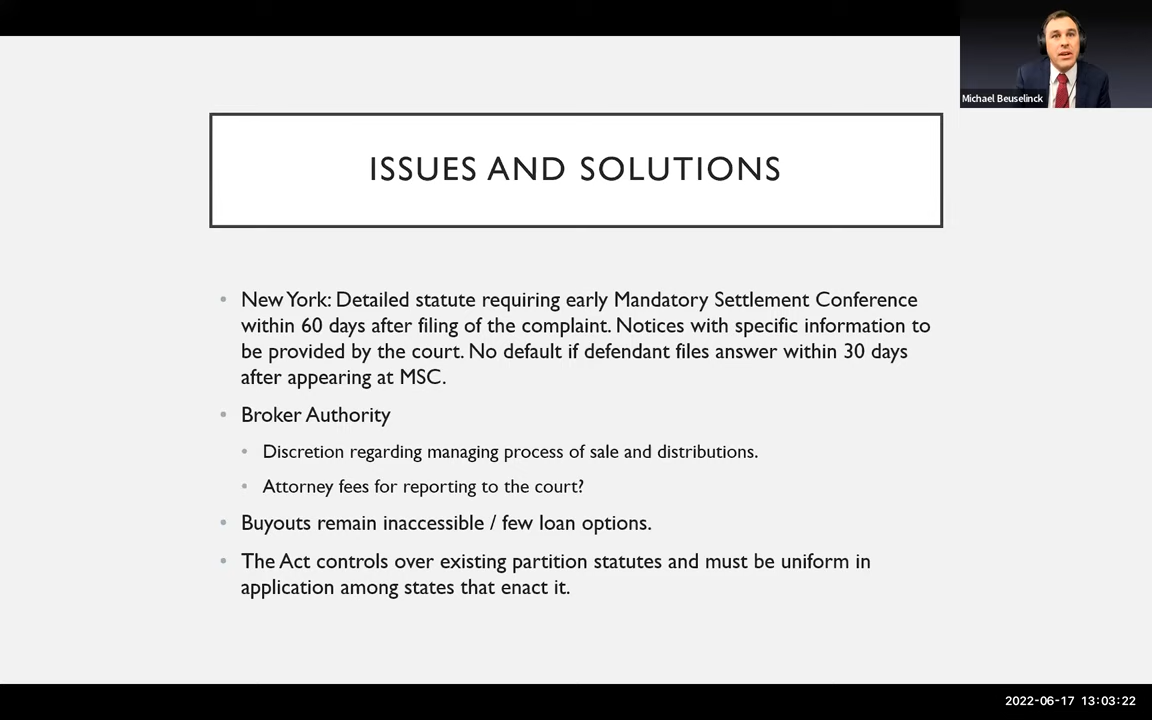 Michael Beuselinck
ISSUES AND SOLUTIONS
• New York: Detailed statute requiring early Mandatory Settlement Conference
within 60 days after filing of the complaint. Notices with specific information to
be provided by the court. No default if defendant files answer within 30 days
after appearing at MSC.
• Broker Authority
• Discretion regarding managing process of sale and distributions.
• Attorney fees for reporting to the court?
• Buyouts remain inaccessible / few loan options.
• The Act controls over existing partition statutes and must be uniform in
application among states that enact it.
2022-06-17 13:03:22